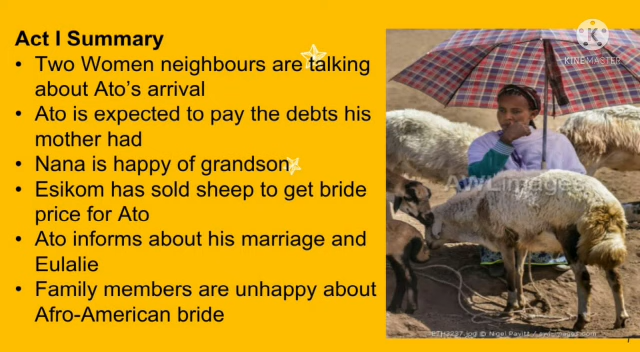 Act I Summary
• Two Women neighbours are talking
about Ato's arrival
• Ato is expected to pay the debts his
mother had
• Nana is happy of grandson
• Esikom has sold sheep to get bride
price for Ato
• Ato informs about his marriage and
Eulalie
• Family members are unhappy about
Afro-American bride
KINEMASTER
AWLimages